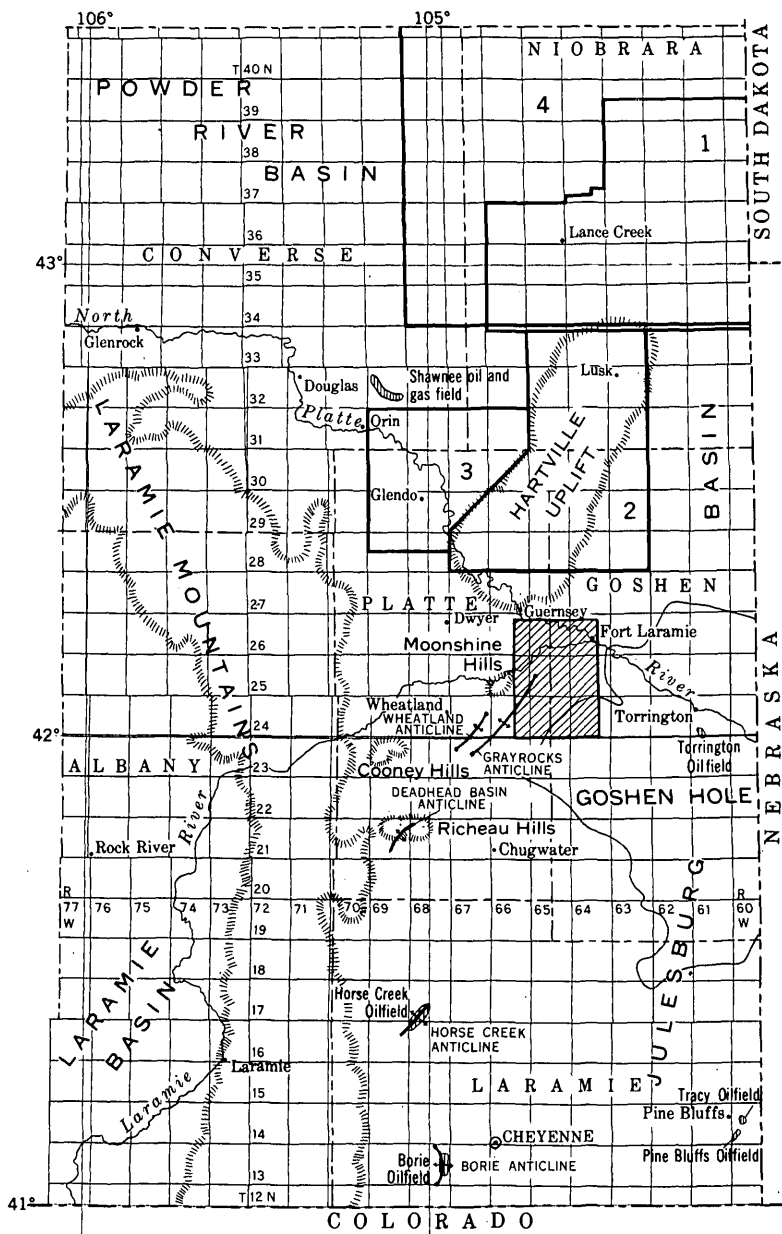 106°
105°
NIOBRARA
SOUTH DAKOTA
T 40 N
POWDER
RIVER
BASIN
39
38
37
36
35
34
33
32
31
30
29
28
27
26
25
24
23
22
21
20
19
18
17
16
15
14
13
T 12 N
4
1
Lance Creek
43°
CONVERSE
North
Platte
Glenrock
Douglas
Shawnee oil and
gas field
Lusk
Orin
3
Glendo
HARTVILLE
UPLIFT
2
BASIN
LARAMIE MOUNTAINS
GOSHEN
PLATTE
Dwyer
Guernsey
Fort Laramie
River
Moonshine
Hills
Wheatland
WHEATLAND
ANTICLINE
Torrington
42°
GRAYROCKS
ANTICLINE
Torrington
Oilfield
NEBRASKA
ALBANY
Cooney Hills
DEADHEAD BASIN
ANTICLINE
GOSHEN HOLE
River
Richeau Hills
Chugwater
Rock River
R
77
W
76
75
74
73
72
71
70
69
68
67
66
65
64
63
62
61
R
60
W
JULESBURG
LARAMIE
BASIN
Horse Creek
Oilfield
HORSE CREEK
ANTICLINE
Laramie
Laramie
LARAMIE
Tracy Oilfield
Pine Bluffs
Pine Bluffs Oilfield
CHEYENNE
Borie
Oilfield
BORIE ANTICLINE
41°
COLORADO